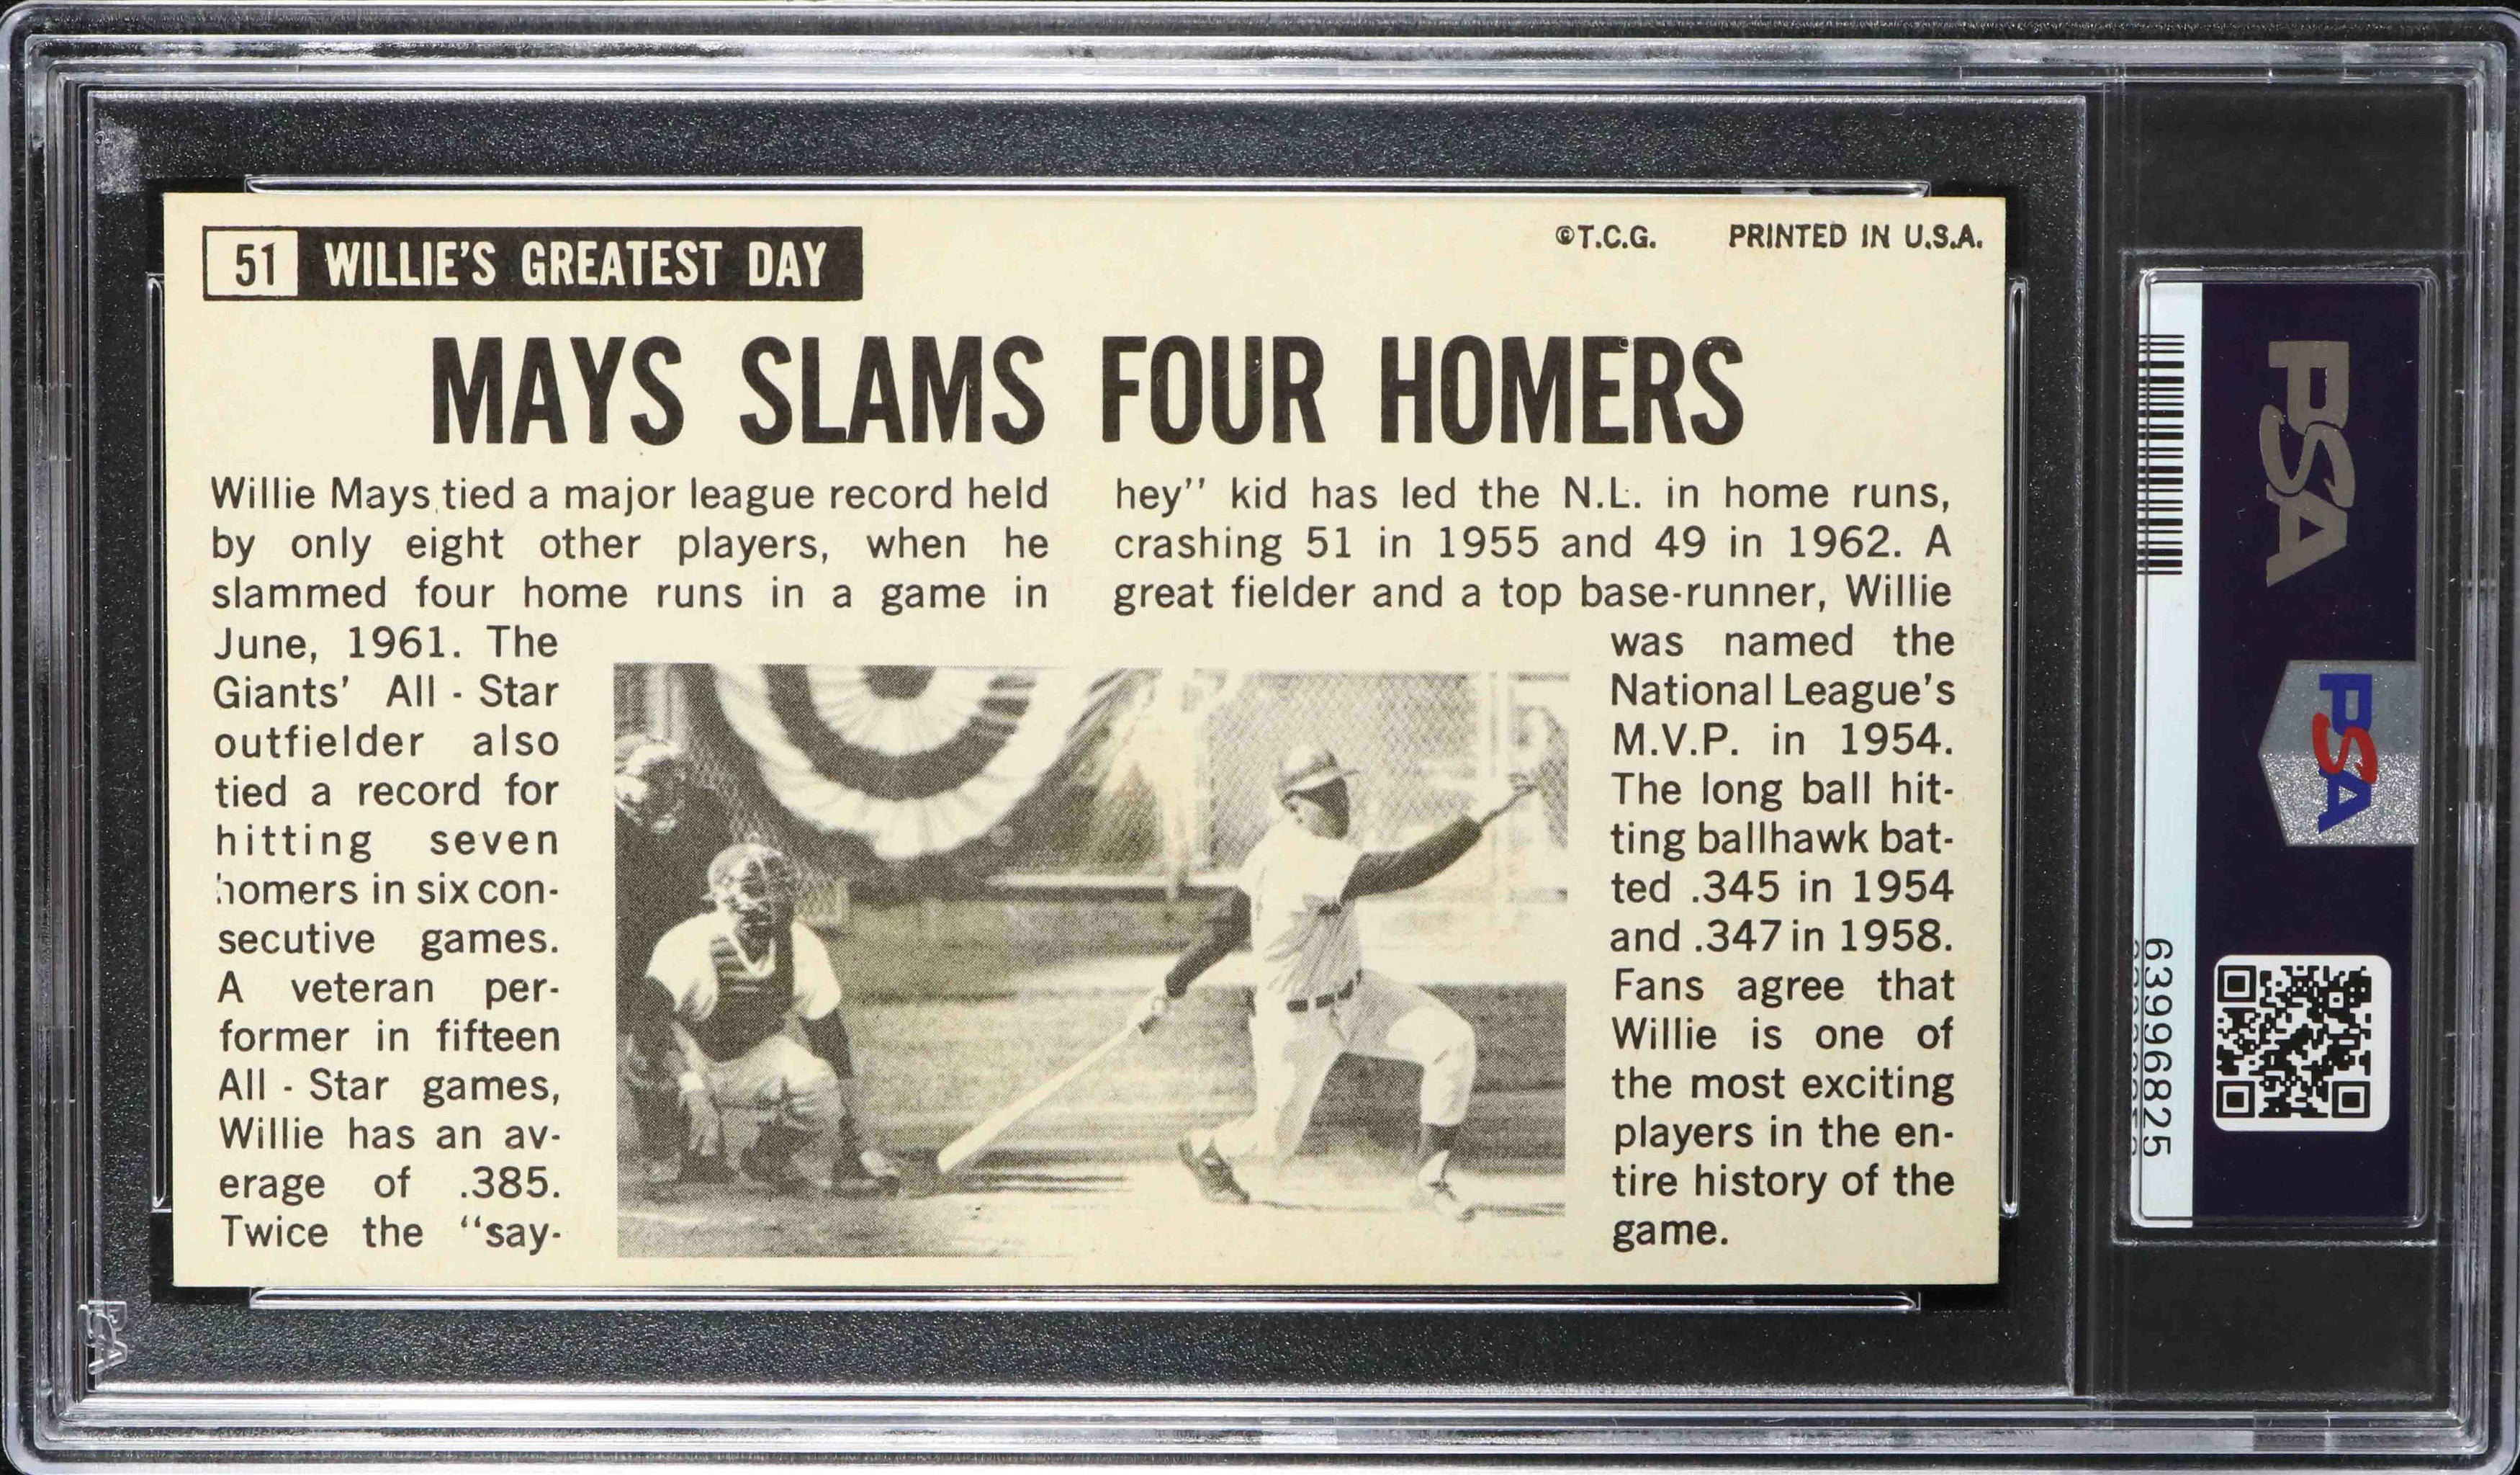 51 WILLIE'S GREATEST DAY
©T.C.G. PRINTED IN U.S.A.
MAYS SLAMS FOUR HOMERS
Willie Mays tied a major league record held
by only eight other players, when he
slammed four home runs in a game in
June, 1961. The
Giants' All - Star
outfielder also
tied a record for
hitting seven
homers in six con-
secutive games.
A veteran per-
former in fifteen
All - Star games,
Willie has an av-
erage of .385.
Twice the "say-
hey" kid has led the N.L. in home runs,
crashing 51 in 1955 and 49 in 1962. A
great fielder and a top base-runner, Willie
was named the
National League's
M.V.P. in 1954.
The long ball hit-
ting ballhawk bat-
ted .345 in 1954
and .347 in 1958.
Fans agree that
Willie is one of
the most exciting
players in the en-
tire history of the
game.
PSA
PSA
63996825
PSA